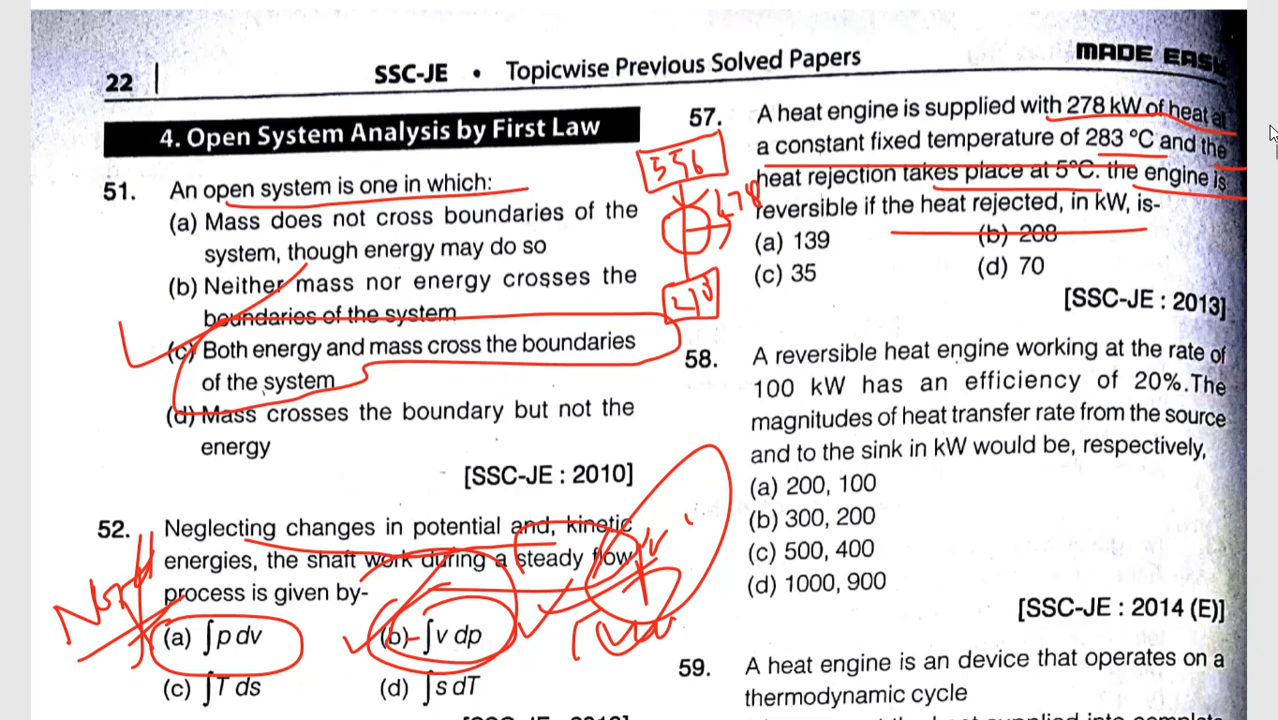 22
SSC-JE • Topicwise Previous Solved Papers
MADE EASY
4. Open System Analysis by First Law
51. An open system is one in which:
(a) Mass does not cross boundaries of the
system, though energy may do so
(b) Neither mass nor energy crosses the
boundaries of the system
(c) Both energy and mass cross the boundaries
of the system
(d) Mass crosses the boundary but not the
energy
[SSC-JE : 2010]
52. Neglecting changes in potential and, kinetic
energies, the shaft work during a steady flow
process is given by-
(a) ∫p dv
(b) -∫v dp
(c) ∫T ds
(d) ∫s dT
57. A heat engine is supplied with 278 kW of heat at
a constant fixed temperature of 283 °C and the
heat rejection takes place at 5°C. the engine is
reversible if the heat rejected, in kW, is-
(a) 139
(b) 208
(c) 35
(d) 70
[SSC-JE : 2013]
556
278
58. A reversible heat engine working at the rate of
100 kW has an efficiency of 20%.The
magnitudes of heat transfer rate from the source
and to the sink in kW would be, respectively,
(a) 200, 100
(b) 300, 200
(c) 500, 400
(d) 1000, 900
[SSC-JE : 2014 (E)]
59. A heat engine is an device that operates on a
thermodynamic cycle